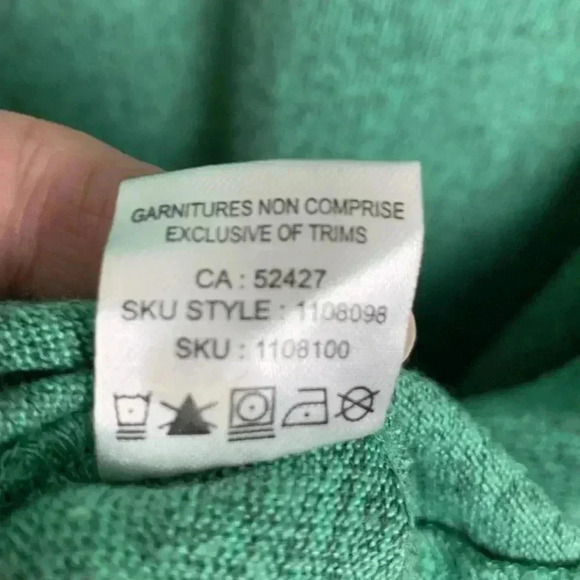 GARNITURES NON COMPRISE
EXCLUSIVE OF TRIMS
CA : 52427
SKU STYLE : 1108098
SKU : 1108100